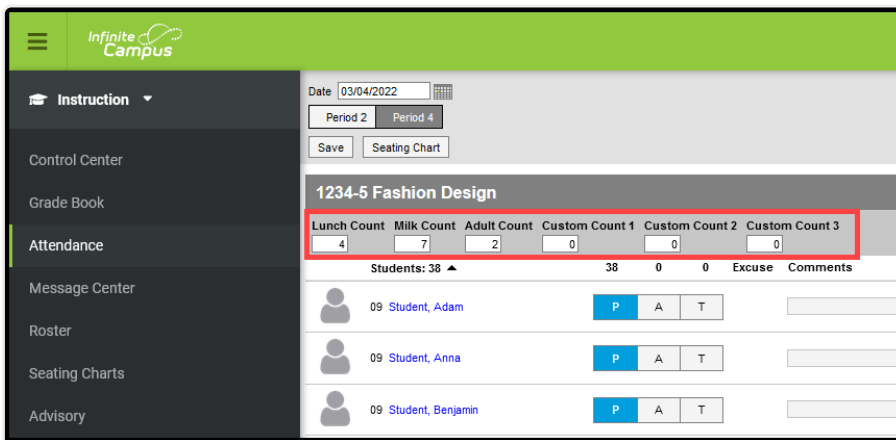 Infinite
Campus
Instruction
Control Center
Grade Book
Attendance
Message Center
Roster
Seating Charts
Advisory
Date 03/04/2022
Period 2 Period 4
Save Seating Chart
1234-5 Fashion Design
Lunch Count Milk Count Adult Count Custom Count 1 Custom Count 2 Custom Count 3
4 7 2 0 0 0
Students: 38 38 0 0 Excuse Comments
09 Student, Adam P A T
09 Student, Anna P A T
09 Student, Benjamin P A T